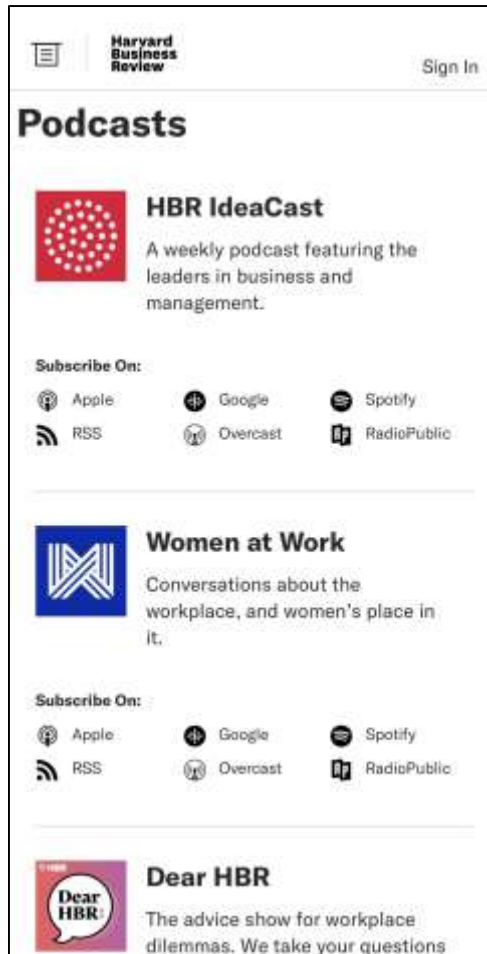 Harvard
Business
Review
Sign In
Podcasts
HBR IdeaCast
A weekly podcast featuring the
leaders in business and
management.
Subscribe On:
Apple
Google
Spotify
RSS
Overcast
RadioPublic
Women at Work
Conversations about the
workplace, and women's place in
it.
Subscribe On:
Apple
Google
Spotify
RSS
Overcast
RadioPublic
Dear
HBR:
Dear HBR
The advice show for workplace
dilemmas. We take your questions